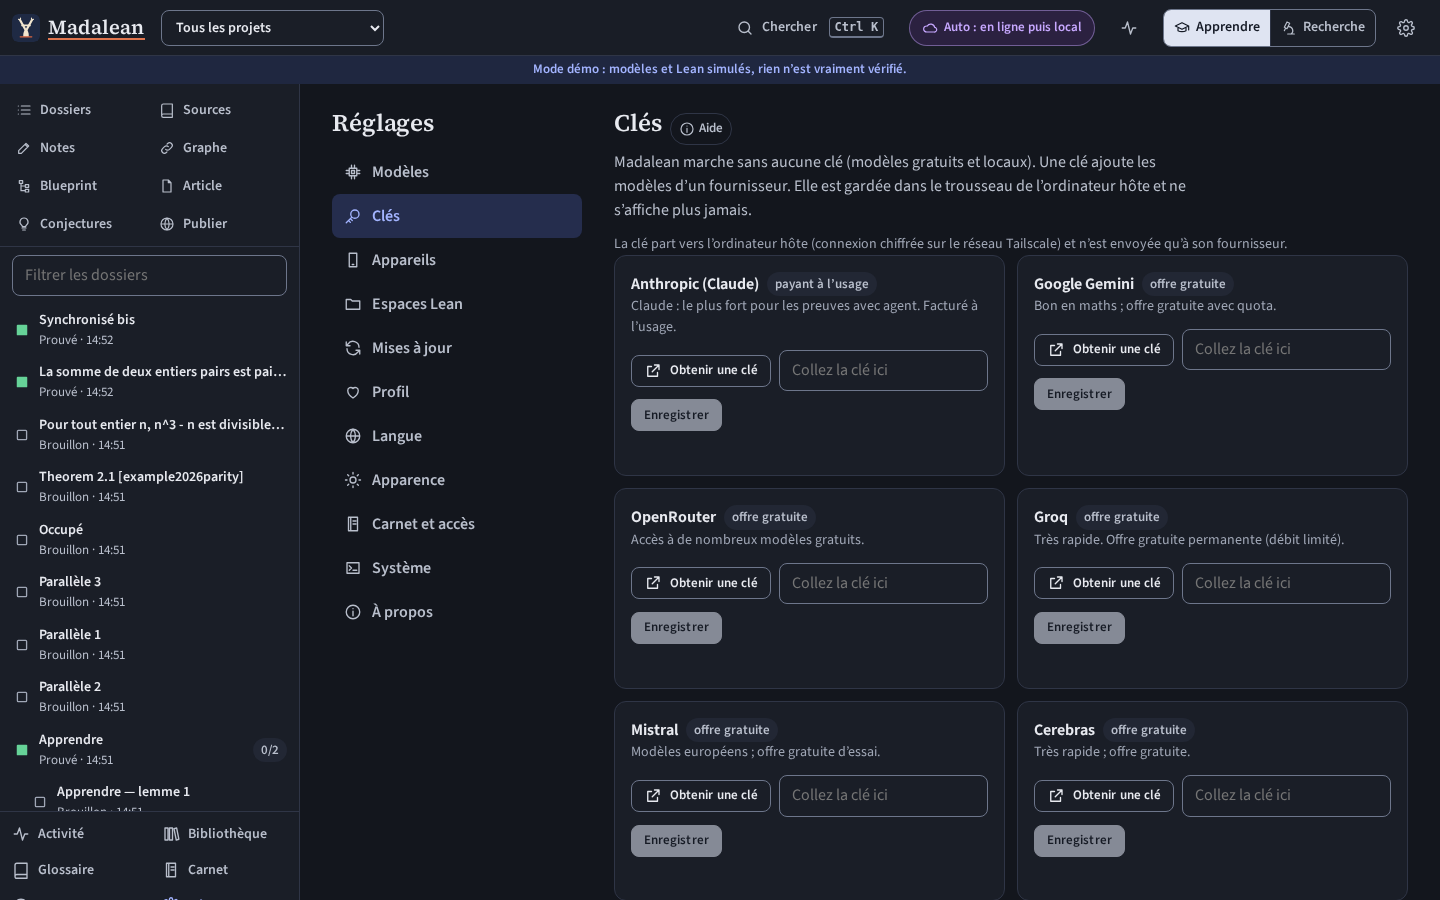 Madalean
Tous les projets
Chercher
Ctrl K
Auto : en ligne puis local
Apprendre
Recherche
Mode démo : modèles et Lean simulés, rien n’est vraiment vérifié.
Dossiers
Sources
Notes
Graphe
Blueprint
Article
Conjectures
Publier
Filtrer les dossiers
Synchronisé bis
Prouvé · 14:52
La somme de deux entiers pairs est pai…
Prouvé · 14:52
Pour tout entier n, n^3 - n est divisible…
Brouillon · 14:51
Theorem 2.1 [example2026parity]
Brouillon · 14:51
Occupé
Brouillon · 14:51
Parallèle 3
Brouillon · 14:51
Parallèle 1
Brouillon · 14:51
Parallèle 2
Brouillon · 14:51
Apprendre
0/2
Prouvé · 14:51
Apprendre — lemme 1
Brouillon · 14:51
Activité
Bibliothèque
Glossaire
Carnet
Réglages
Modèles
Clés
Appareils
Espaces Lean
Mises à jour
Profil
Langue
Apparence
Carnet et accès
Système
À propos
Clés
Aide
Madalean marche sans aucune clé (modèles gratuits et locaux). Une clé ajoute les
modèles d’un fournisseur. Elle est gardée dans le trousseau de l’ordinateur hôte et ne
s’affiche plus jamais.
La clé part vers l’ordinateur hôte (connexion chiffrée sur le réseau Tailscale) et n’est envoyée qu’à son fournisseur.
Anthropic (Claude)
payant à l’usage
Claude : le plus fort pour les preuves avec agent. Facturé à
l’usage.
Obtenir une clé
Collez la clé ici
Enregistrer
Google Gemini
offre gratuite
Bon en maths ; offre gratuite avec quota.
Obtenir une clé
Collez la clé ici
Enregistrer
OpenRouter
offre gratuite
Accès à de nombreux modèles gratuits.
Obtenir une clé
Collez la clé ici
Enregistrer
Groq
offre gratuite
Très rapide. Offre gratuite permanente (débit limité).
Obtenir une clé
Collez la clé ici
Enregistrer
Mistral
offre gratuite
Modèles européens ; offre gratuite d’essai.
Obtenir une clé
Collez la clé ici
Enregistrer
Cerebras
offre gratuite
Très rapide ; offre gratuite.
Obtenir une clé
Collez la clé ici
Enregistrer